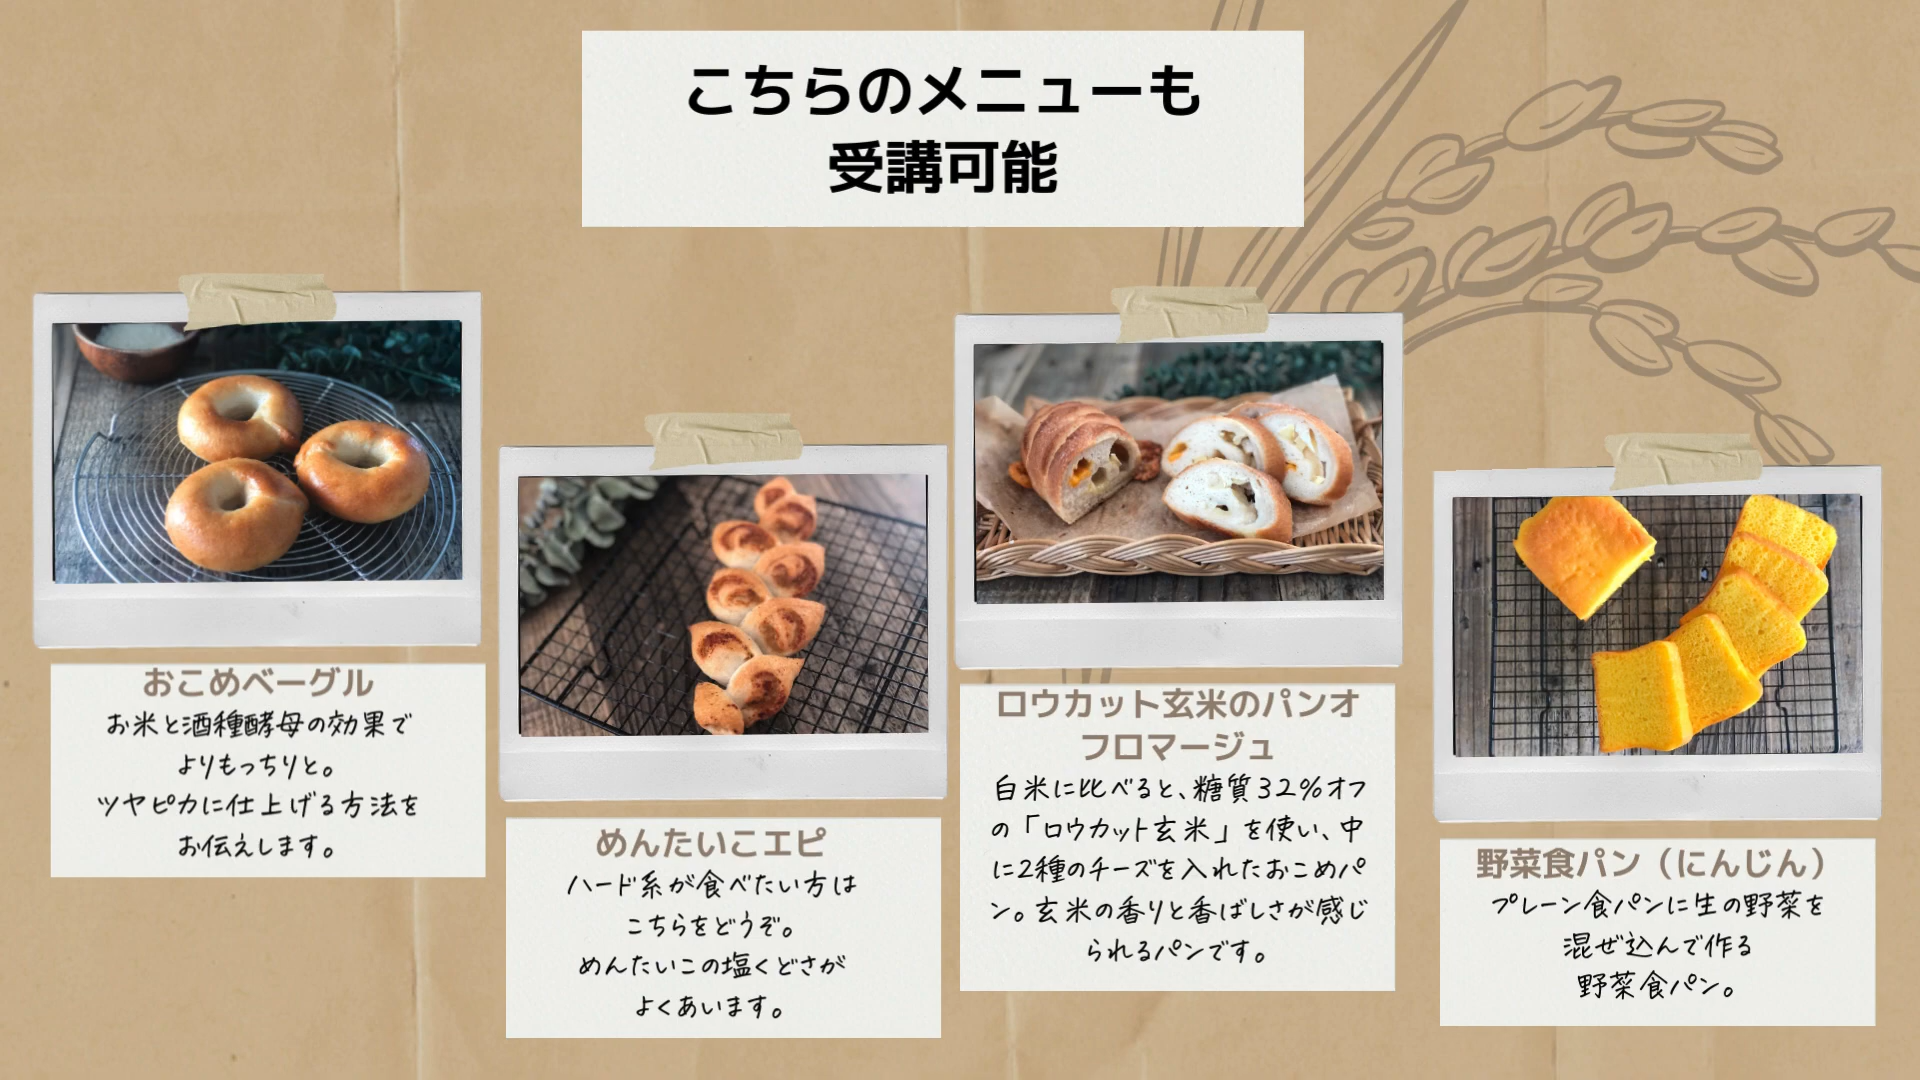 こちらのメニューも
受講可能
おこめベーグル
お米と酒種酵母の効果で
よりもっちりと。
ツヤピカに仕上げる方法を
お伝えします。
めんたいこエピ
ハード系が食べたい方は
こちらをどうぞ。
めんたいこの塩くどさが
よくあいます。
ロウカット玄米のパンオ
フロマージュ
白米に比べると、糖質32%オフ
の「ロウカット玄米」を使い、中
に2種のチーズを入れたおこめパ
ン。玄米の香りと香ばしさが感じ
られるパンです。
野菜食パン（にんじん）
プレーン食パンに生の野菜を
混ぜ込んで作る
野菜食パン。